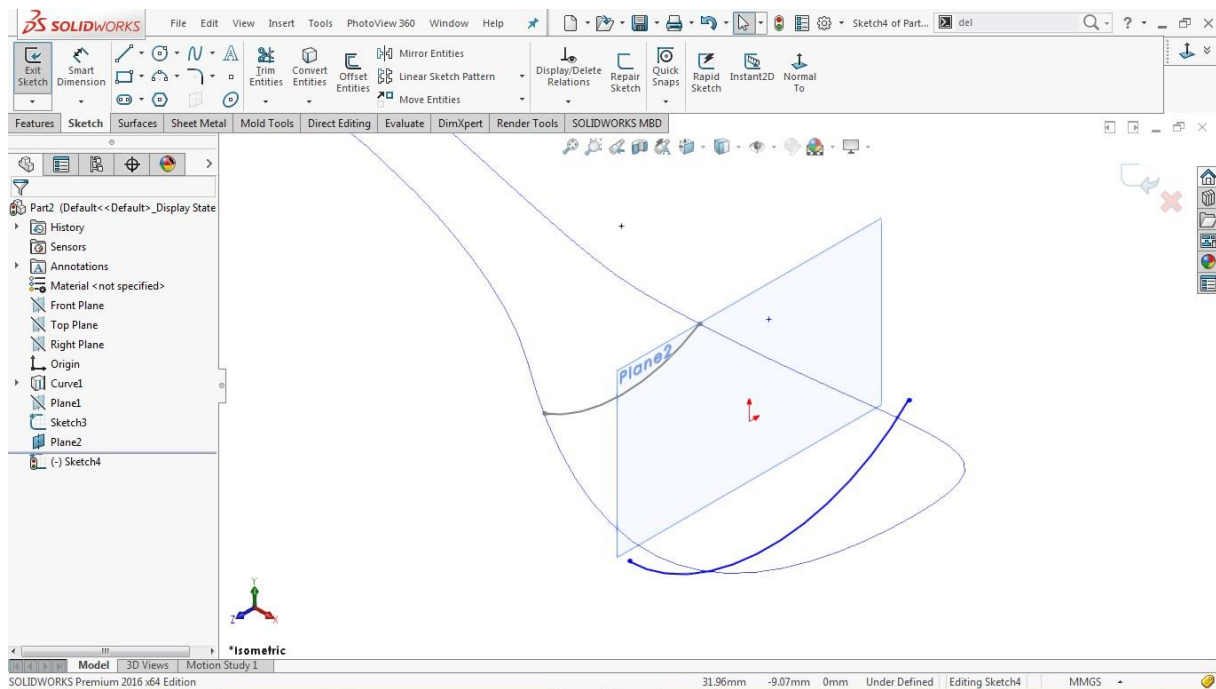 SOLIDWORKS File Edit View Insert Tools PhotoView 360 Window Help Sketch4 of Part... del
Exit Sketch
Smart Dimension
Trim Entities
Convert Entities
Offset Entities
Mirror Entities
Linear Sketch Pattern
Move Entities
Display/Delete Relations
Repair Sketch
Quick Snaps
Rapid Sketch
Instant2D
Normal To
Features Sketch Surfaces Sheet Metal Mold Tools Direct Editing Evaluate DimXpert Render Tools SOLIDWORKS MBD
Part2 (Default<<Default>_Display State
History
Sensors
Annotations
Material <not specified>
Front Plane
Top Plane
Right Plane
Origin
Curve1
Plane1
Sketch3
Plane2
(-) Sketch4
Plane2
Y
Z
X
*Isometric
Model 3D Views Motion Study 1
SOLIDWORKS Premium 2016 x64 Edition 31.96mm -9.07mm 0mm Under Defined Editing Sketch4 MMGS